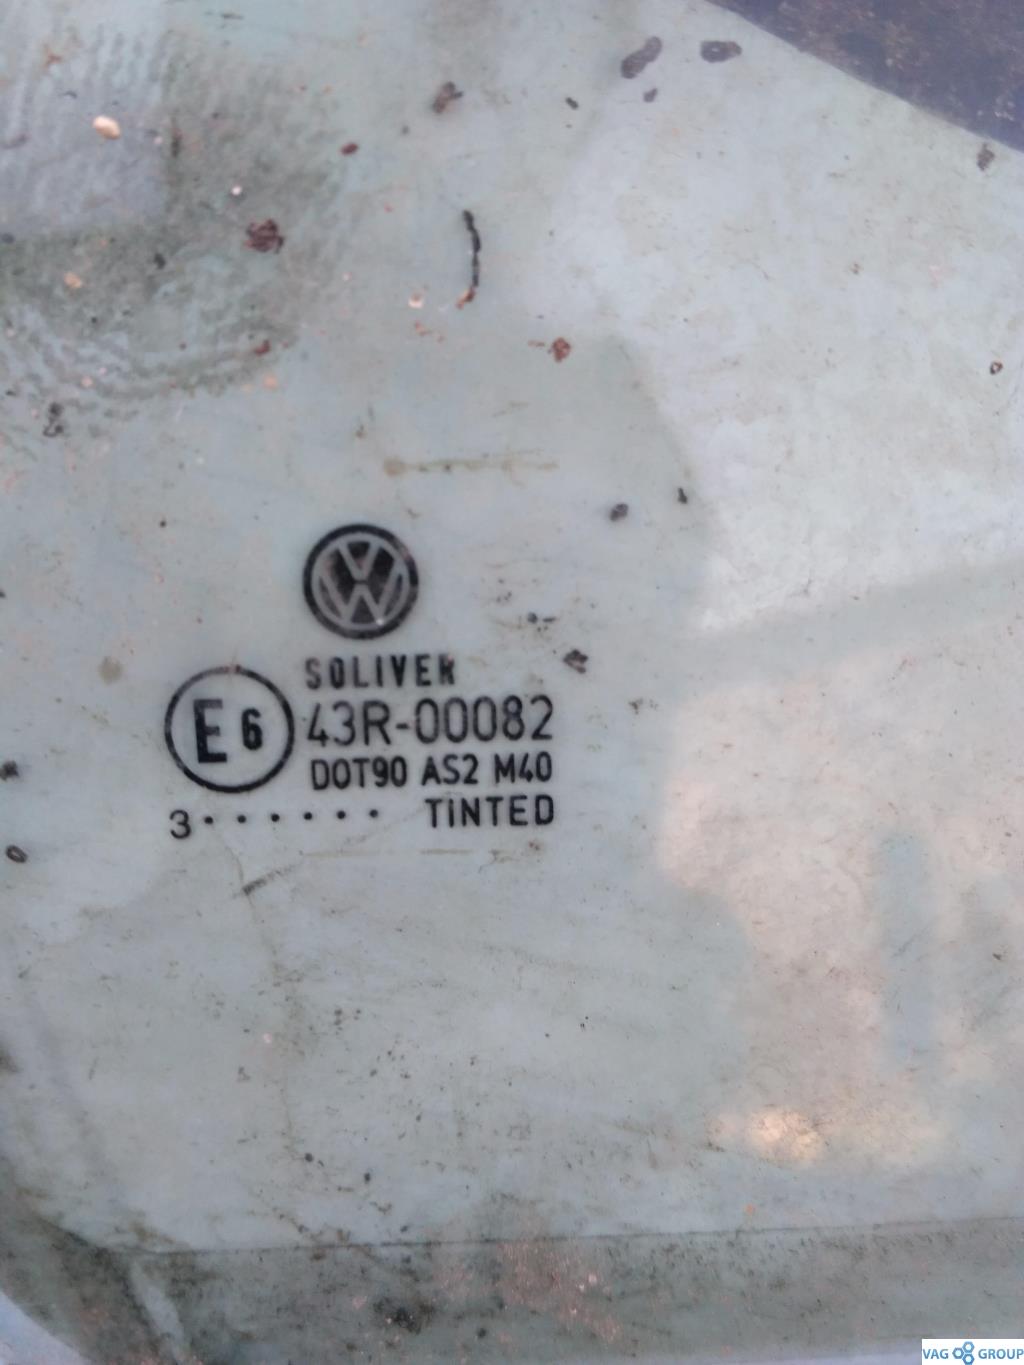 SOLIVER
E6
43R-00082
DOT90 AS2 M40
3 · · · · · · TINTED
VAG GROUP